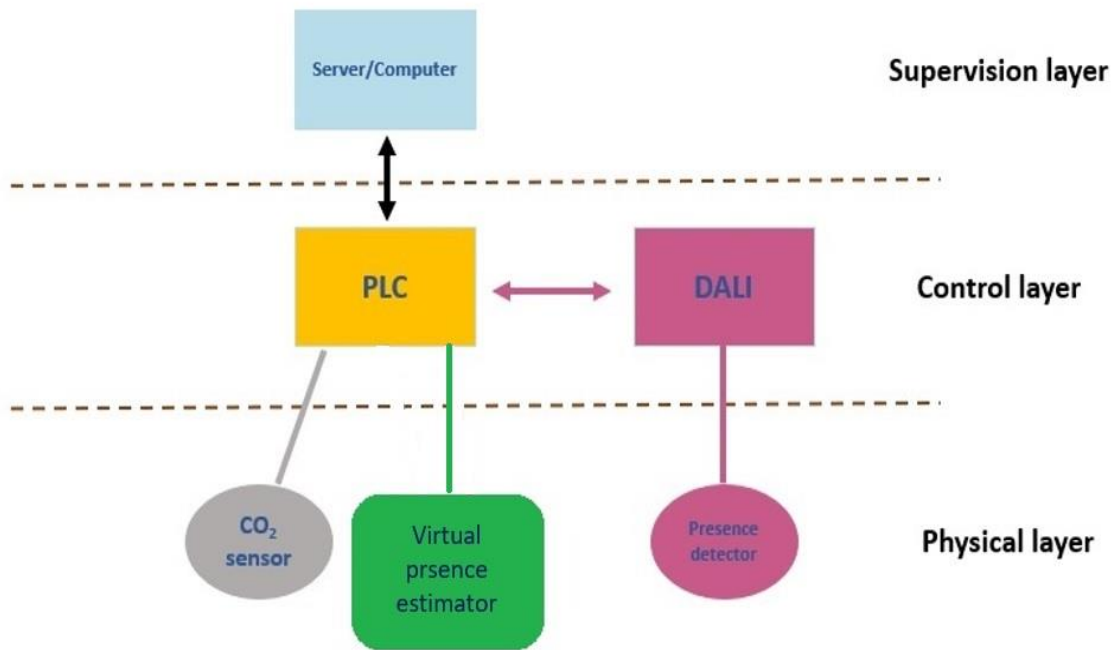 Server/Computer
Supervision layer
PLC
DALI
Control layer
CO₂
sensor
Virtual
prsence
estimator
Presence
detector
Physical layer